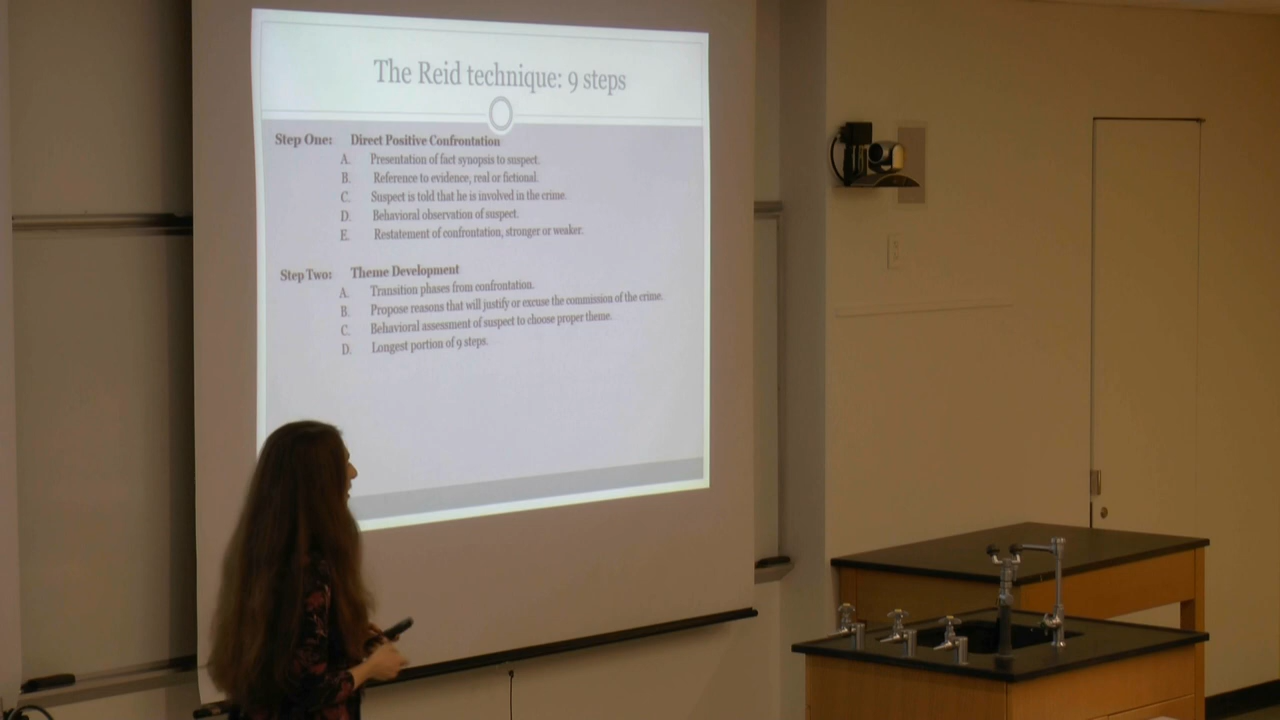 The Reid technique: 9 steps
Step One: Direct Positive Confrontation
A. Presentation of fact synopsis to suspect.
B. Reference to evidence, real or fictional.
C. Suspect is told that he is involved in the crime.
D. Behavioral observation of suspect.
E. Restatement of confrontation, stronger or weaker.
Step Two: Theme Development
A. Transition phases from confrontation.
B. Propose reasons that will justify or excuse the commission of the crime.
C. Behavioral assessment of suspect to choose proper theme.
D. Longest portion of 9 steps.